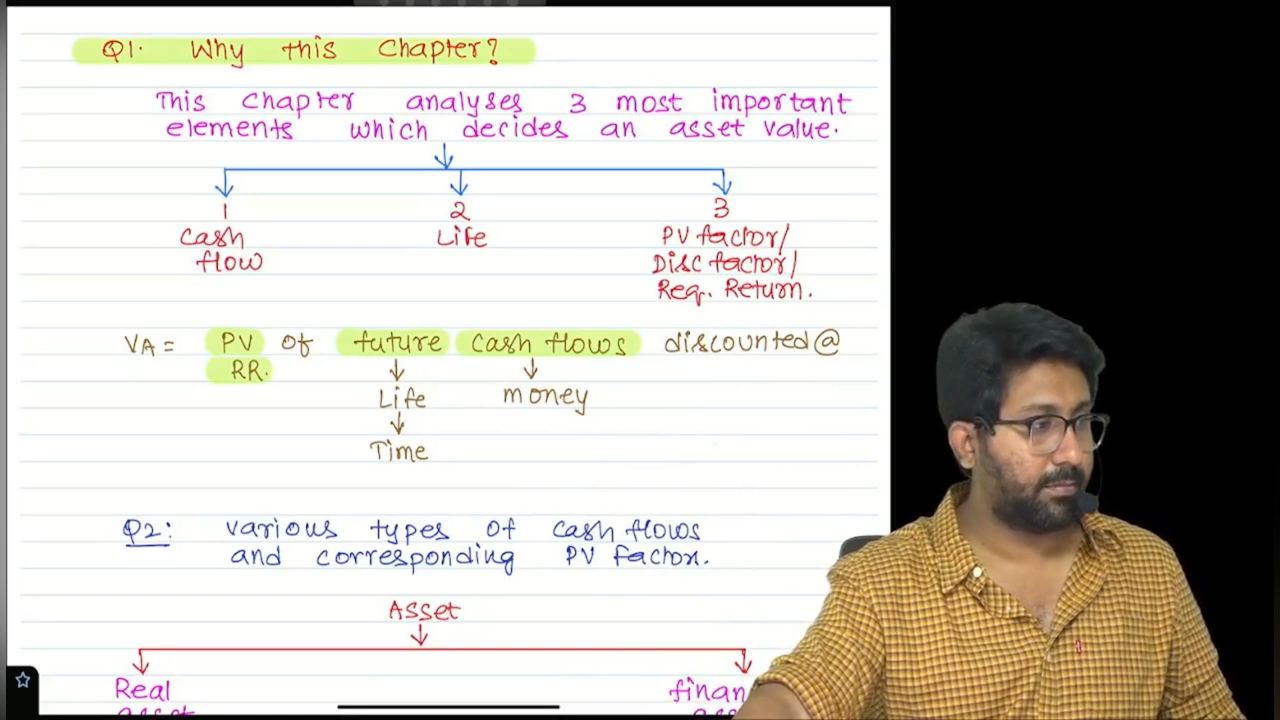 Q1. Why this Chapter?
This chapter analyses 3 most important
elements which decides an asset value.
1 2 3
Cash Life PV factor/
flow Disc factor/
Req. Return.
VA = PV of future cash flows discounted@
RR.
Life money
Time
Q2: various types of cash flows
and corresponding PV factor.
Asset
Real finan
asset